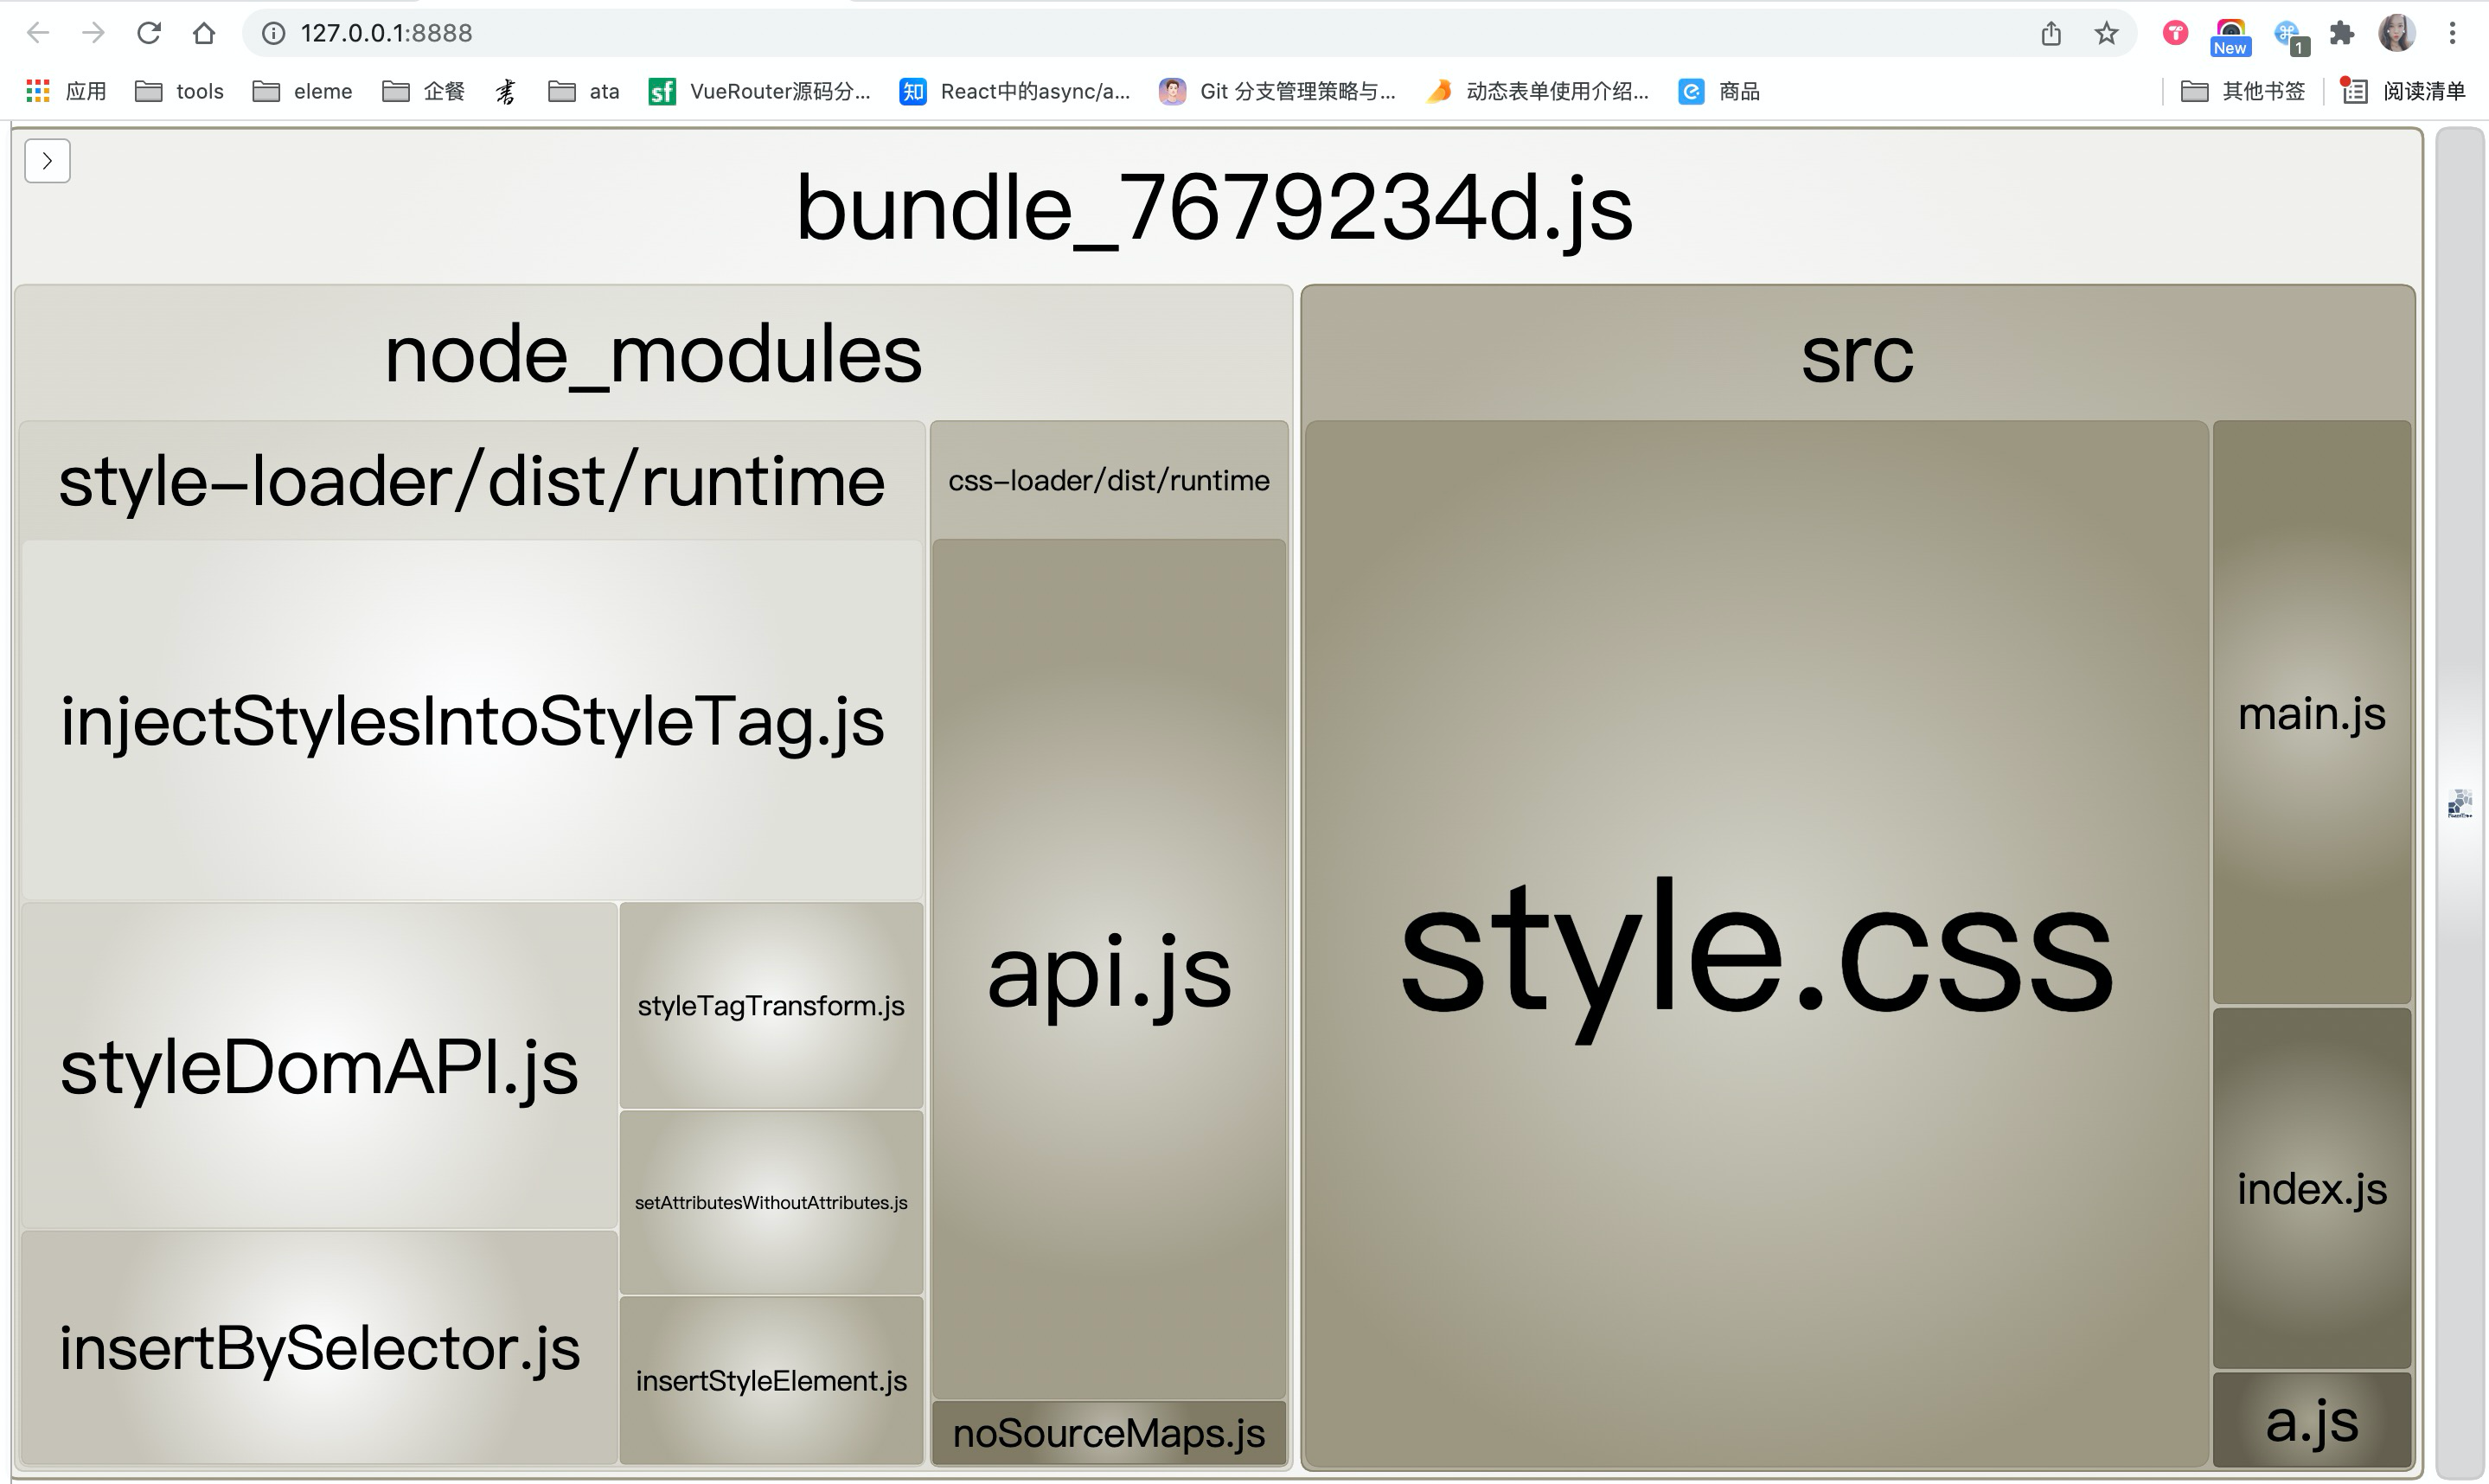 127.0.0.1:8888
New
1
应用 tools eleme 企餐 ata VueRouter源码分... React中的async/a... Git 分支管理策略与... 动态表单使用介绍... 商品 其他书签 阅读清单
bundle_7679234d.js
node_modules
src
style-loader/dist/runtime
css-loader/dist/runtime
injectStylesIntoStyleTag.js
styleDomAPI.js
insertBySelector.js
styleTagTransform.js
setAttributesWithoutAttributes.js
insertStyleElement.js
api.js
noSourceMaps.js
style.css
main.js
index.js
a.js